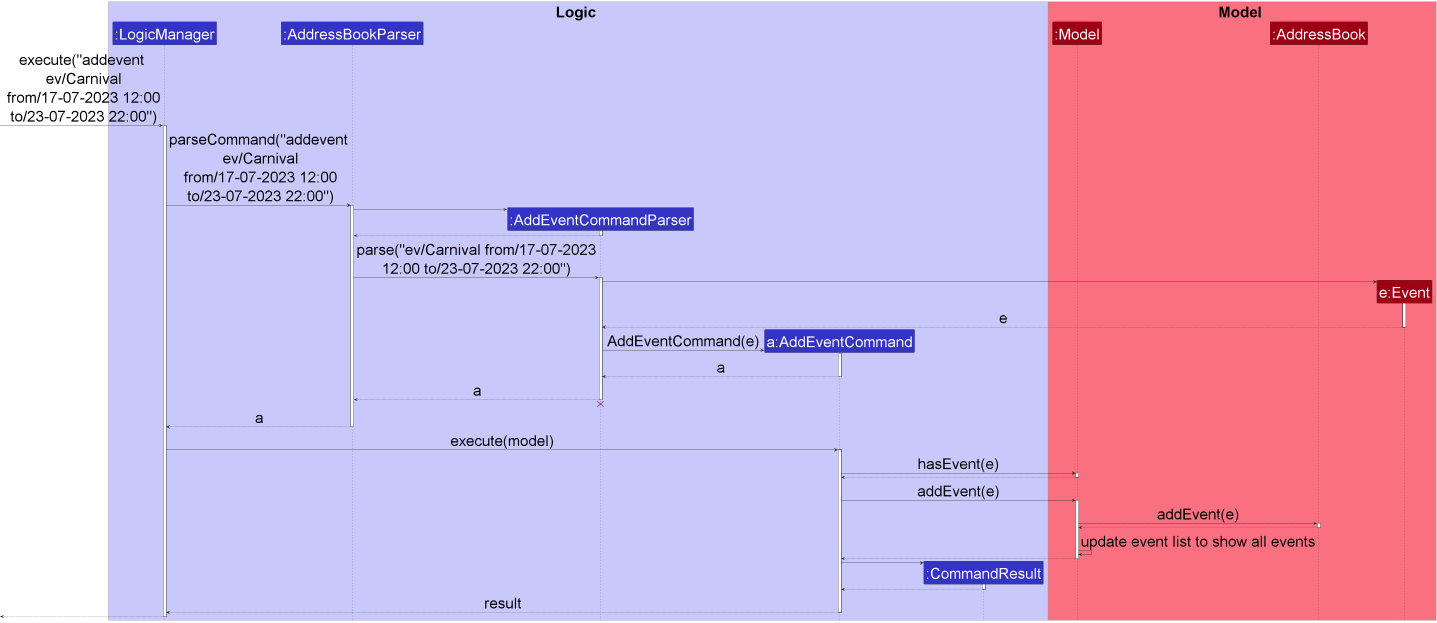 Logic
Model
:LogicManager
:AddressBookParser
:Model
:AddressBook
execute("addevent
ev/Carnival
from/17-07-2023 12:00
to/23-07-2023 22:00")
parseCommand("addevent
ev/Carnival
from/17-07-2023 12:00
to/23-07-2023 22:00")
:AddEventCommandParser
parse("ev/Carnival from/17-07-2023
12:00 to/23-07-2023 22:00")
e:Event
e
AddEventCommand(e)
a:AddEventCommand
a
a
a
execute(model)
hasEvent(e)
addEvent(e)
addEvent(e)
update event list to show all events
:CommandResult
result